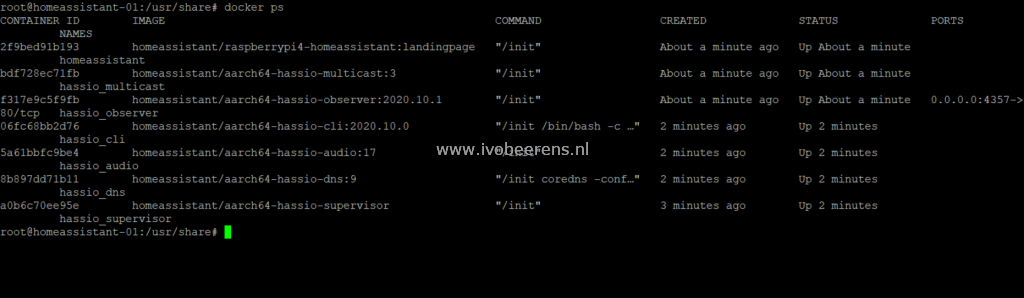 root@homeassistant-01:/usr/share# docker ps
CONTAINER ID IMAGE COMMAND CREATED STATUS PORTS
NAMES
2f9bed91b193 homeassistant/raspberrypi4-homeassistant:landingpage "/init" About a minute ago Up About a minute
homeassistant
bdf728ec71fb homeassistant/aarch64-hassio-multicast:3 "/init" About a minute ago Up About a minute
hassio_multicast
f317e9c5f9fb homeassistant/aarch64-hassio-observer:2020.10.1 "/init" About a minute ago Up About a minute 0.0.0.0:4357->
80/tcp hassio_observer
06fc68bb2d76 homeassistant/aarch64-hassio-cli:2020.10.0 "/init /bin/bash -c …" 2 minutes ago Up 2 minutes
hassio_cli
5a61bbfc9be4 homeassistant/aarch64-hassio-audio:17 2 minutes ago Up 2 minutes
www.ivobeerens.nl
hassio_audio
8b897dd71b11 homeassistant/aarch64-hassio-dns:9 "/init coredns -conf…" 2 minutes ago Up 2 minutes
hassio_dns
a0b6c70ee95e homeassistant/aarch64-hassio-supervisor "/init" 3 minutes ago Up 2 minutes
hassio_supervisor
root@homeassistant-01:/usr/share#